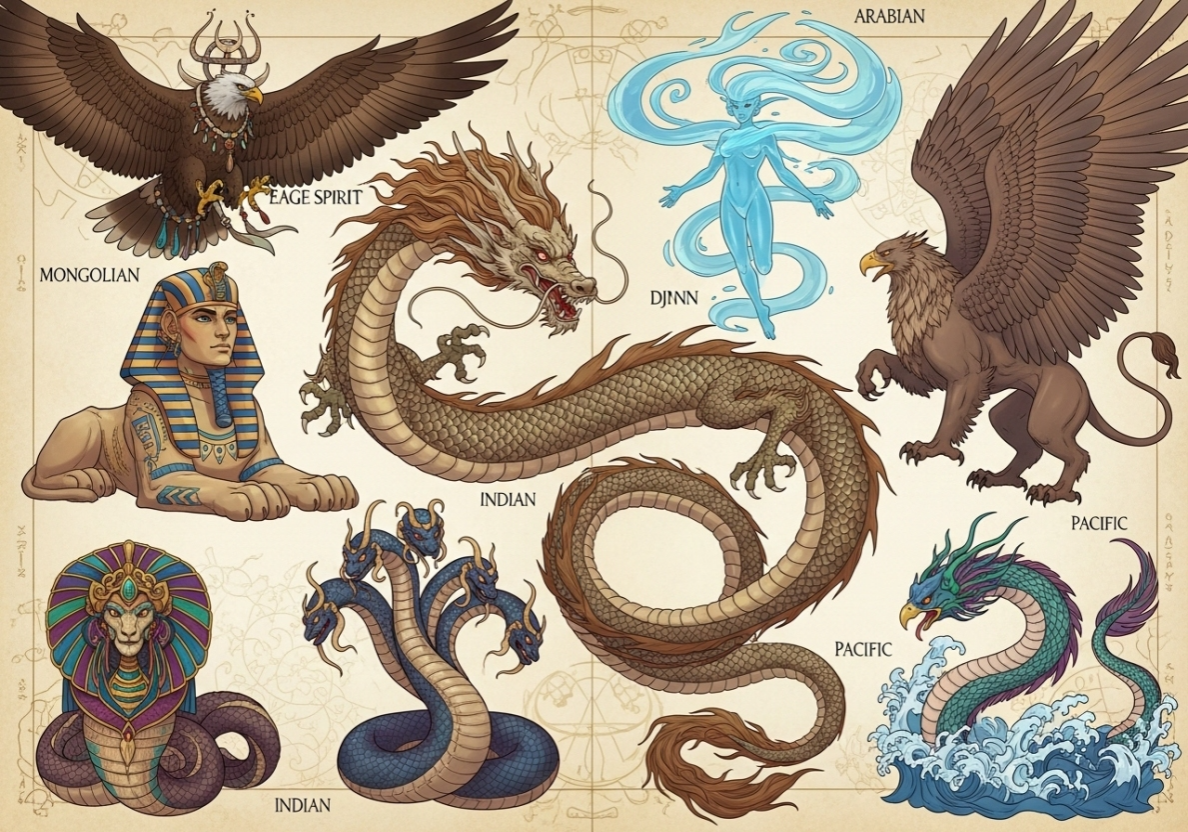 ARABIAN
EAGE SPIRIT
MONGOLIAN
DJINN
INDIAN
PACIFIC
PACIFIC
INDIAN